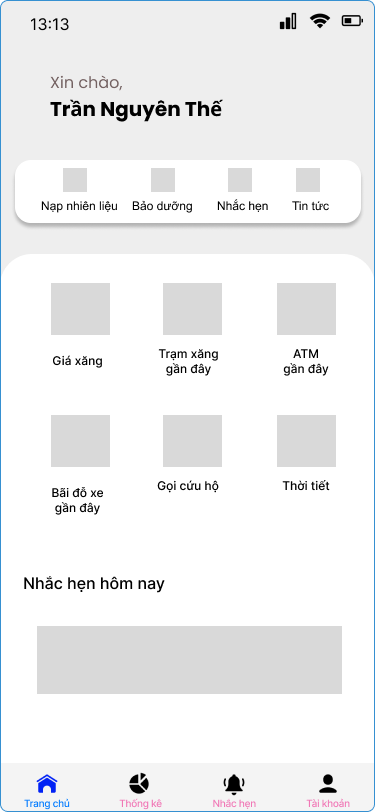 13:13
Xin chào,
Trần Nguyên Thế
Nạp nhiên liệu
Bảo dưỡng
Nhắc hẹn
Tin tức
Giá xăng
Trạm xăng
gần đây
ATM
gần đây
Bãi đỗ xe
gần đây
Gọi cứu hộ
Thời tiết
Nhắc hẹn hôm nay
Trang chủ
Thống kê
Nhắc hẹn
Tài khoản